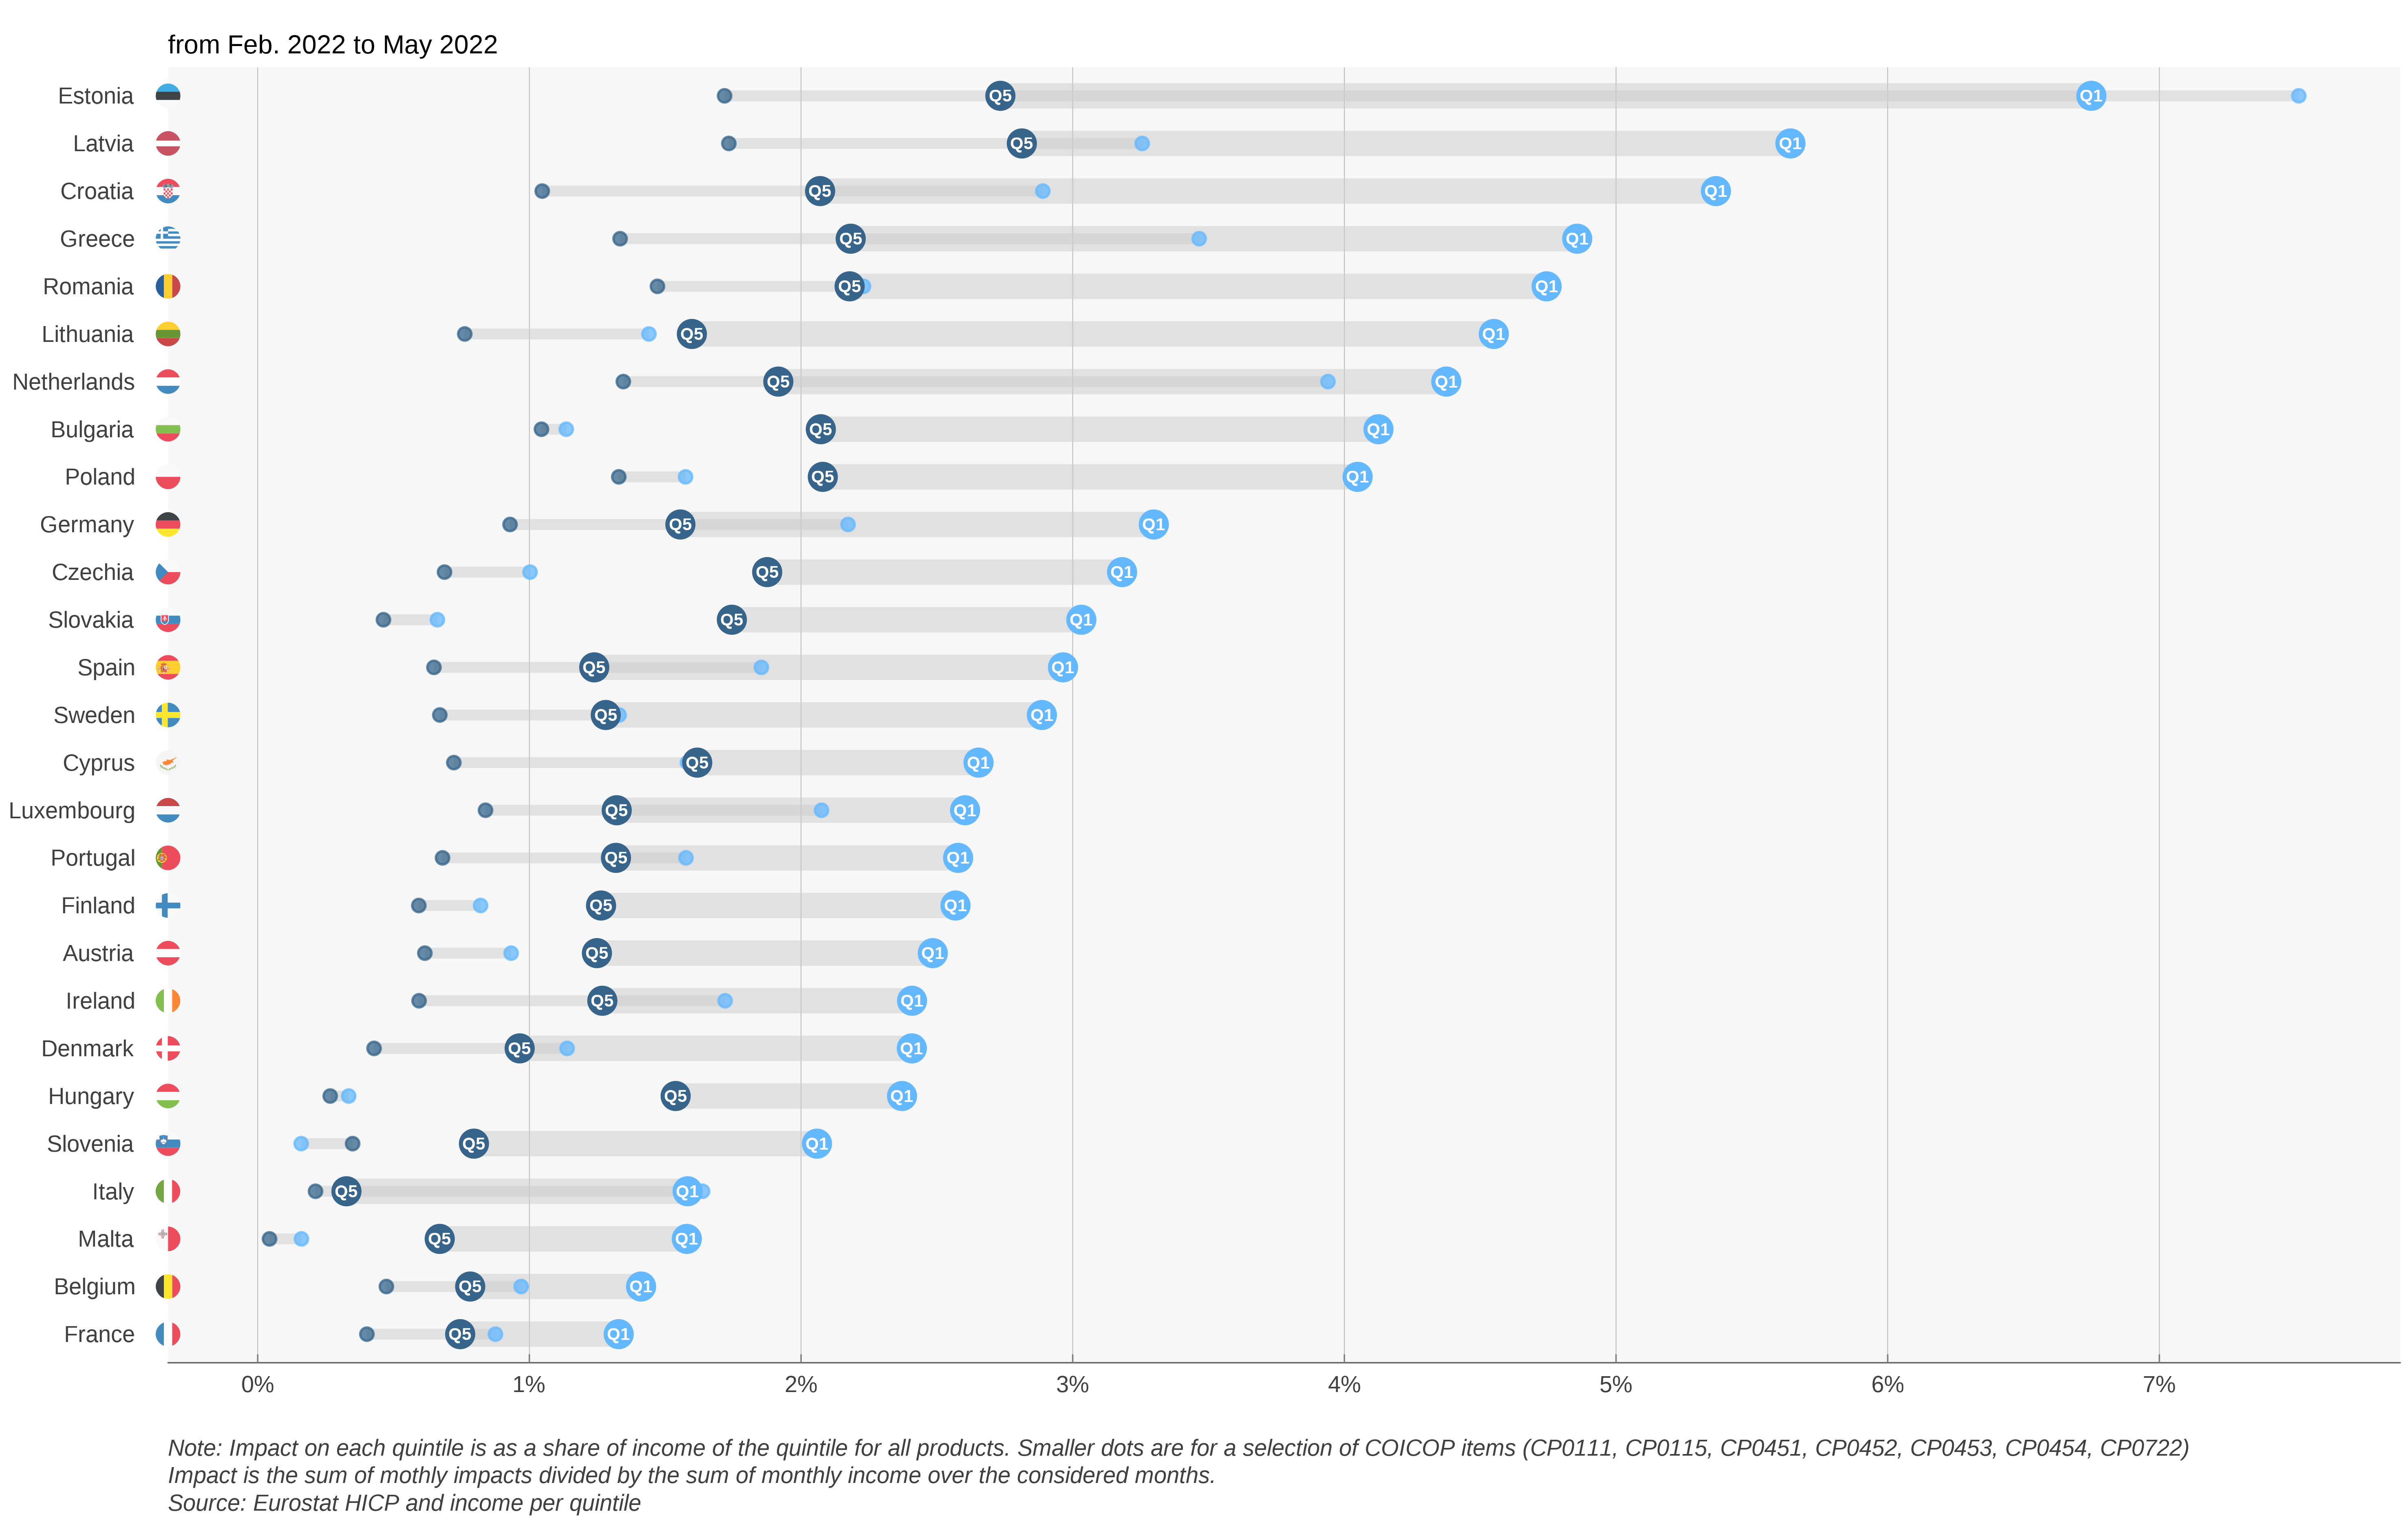 from Feb. 2022 to May 2022
Estonia Q5 Q1
Latvia Q5 Q1
Croatia Q5 Q1
Greece Q5 Q1
Romania Q5 Q1
Lithuania Q5 Q1
Netherlands Q5 Q1
Bulgaria Q5 Q1
Poland Q5 Q1
Germany Q5 Q1
Czechia Q5 Q1
Slovakia Q5 Q1
Spain Q5 Q1
Sweden Q5 Q1
Cyprus Q5 Q1
Luxembourg Q5 Q1
Portugal Q5 Q1
Finland Q5 Q1
Austria Q5 Q1
Ireland Q5 Q1
Denmark Q5 Q1
Hungary Q5 Q1
Slovenia Q5 Q1
Italy Q5 Q1
Malta Q5 Q1
Belgium Q5 Q1
France Q5 Q1
0% 1% 2% 3% 4% 5% 6% 7%
Note: Impact on each quintile is as a share of income of the quintile for all products. Smaller dots are for a selection of COICOP items (CP0111, CP0115, CP0451, CP0452, CP0453, CP0454, CP0722)
Impact is the sum of mothly impacts divided by the sum of monthly income over the considered months.
Source: Eurostat HICP and income per quintile